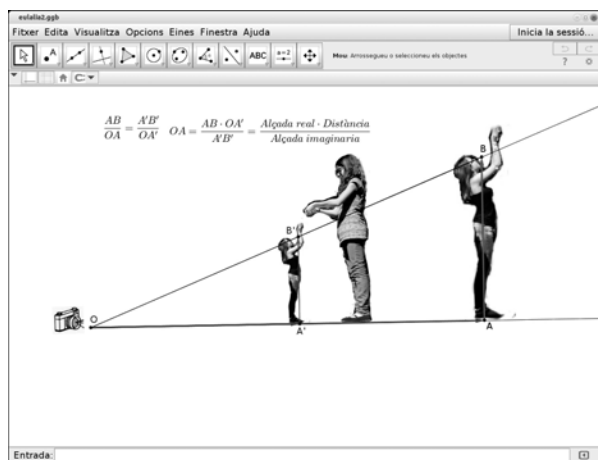 eulalia2.ggb
Fitxer Edita Visualitza Opcions Eines Finestra Ajuda Inicia la sessió...
ABC a=2 Mou: Arrossegueu o seleccioneu els objectes ?
AB/OA = A'B'/OA' OA = AB · OA'/A'B' = Alçada real · Distància/Alçada imaginaria
B
B'
O
A' A
Entrada: